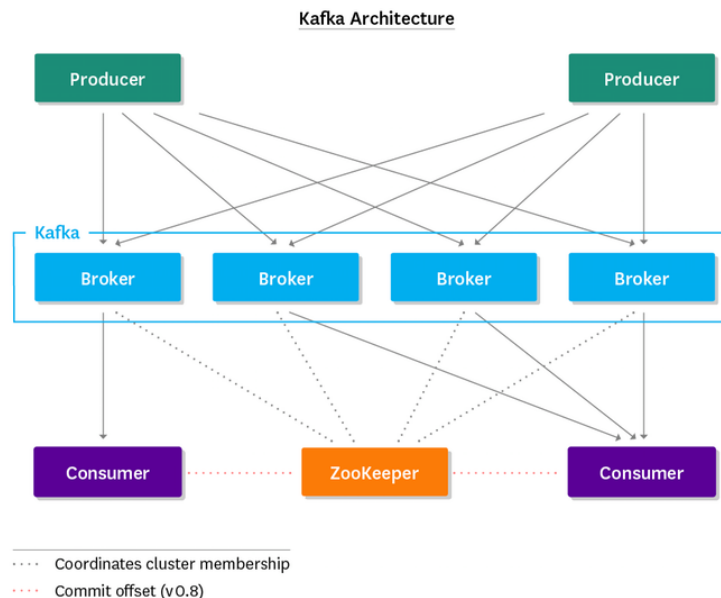 Kafka Architecture
Producer
Producer
Kafka
Broker
Broker
Broker
Broker
Consumer
ZooKeeper
Consumer
Coordinates cluster membership
Commit offset (v0.8)